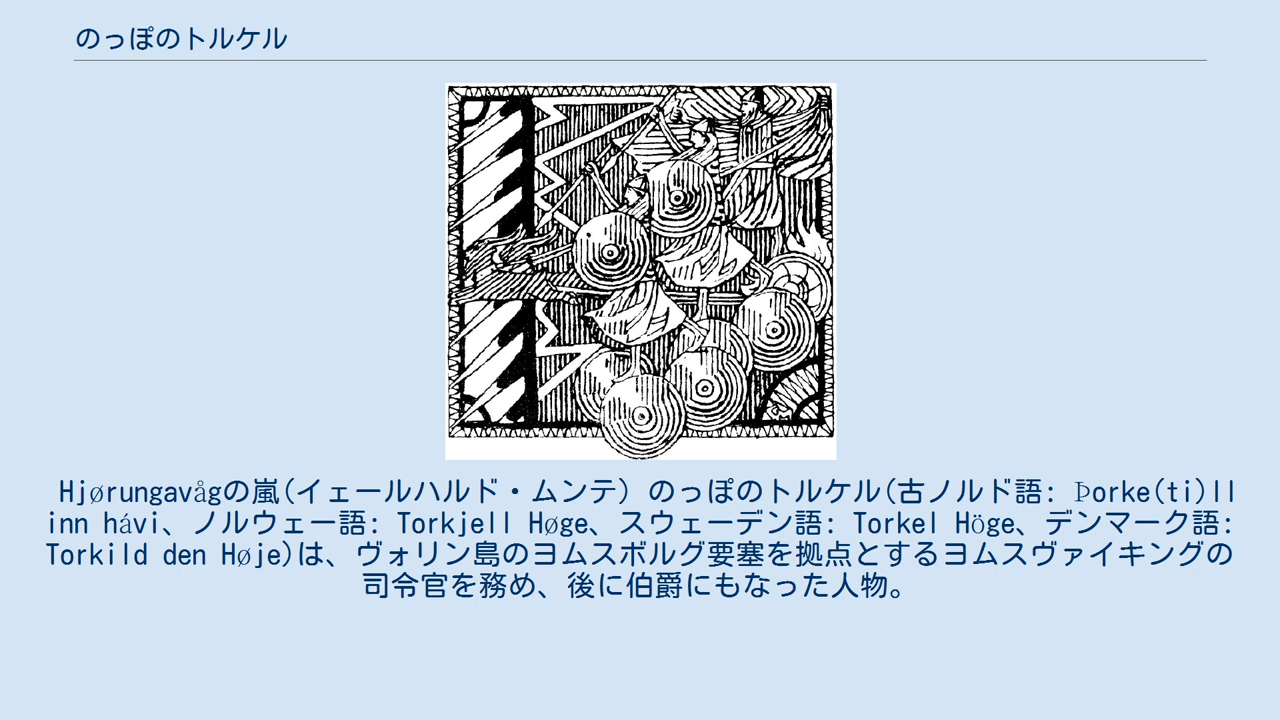 のっぽのトルケル
Hjørungavågの嵐(イェールハルド・ムンテ) のっぽのトルケル(古ノルド語: Þorke(ti)ll
inn hávi、ノルウェー語: Torkjell Høge、スウェーデン語: Torkel Höge、デンマーク語:
Torkild den Høje)は、ヴォリン島のヨムスボルグ要塞を拠点とするヨムスヴァイキングの
司令官を務め、後に伯爵にもなった人物。